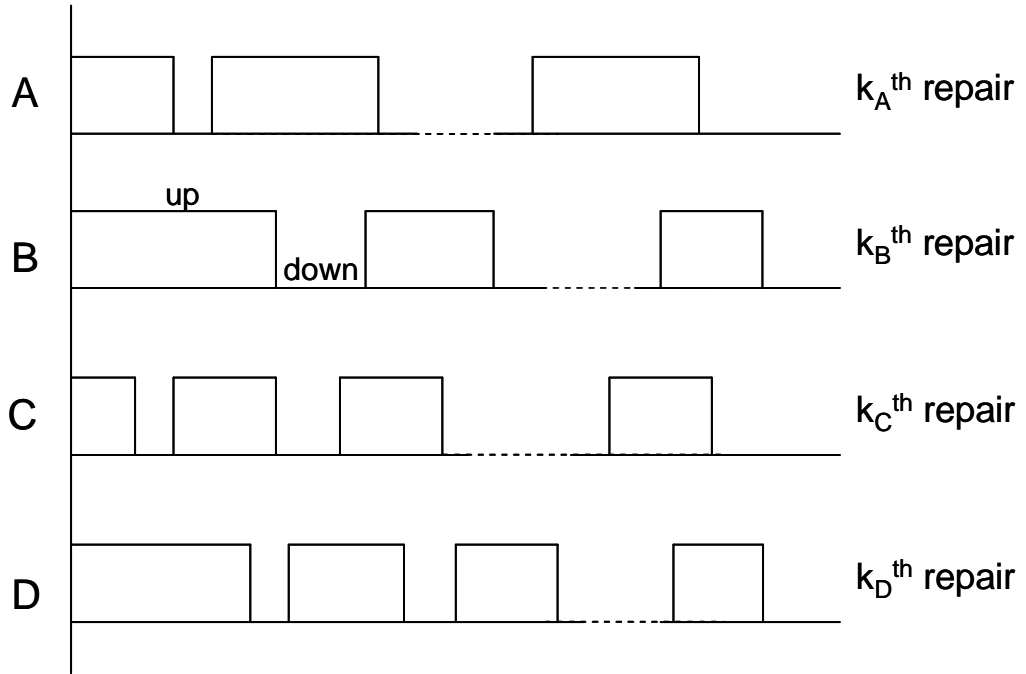 A
k_A^th repair
up
B
down
k_B^th repair
C
k_C^th repair
D
k_D^th repair